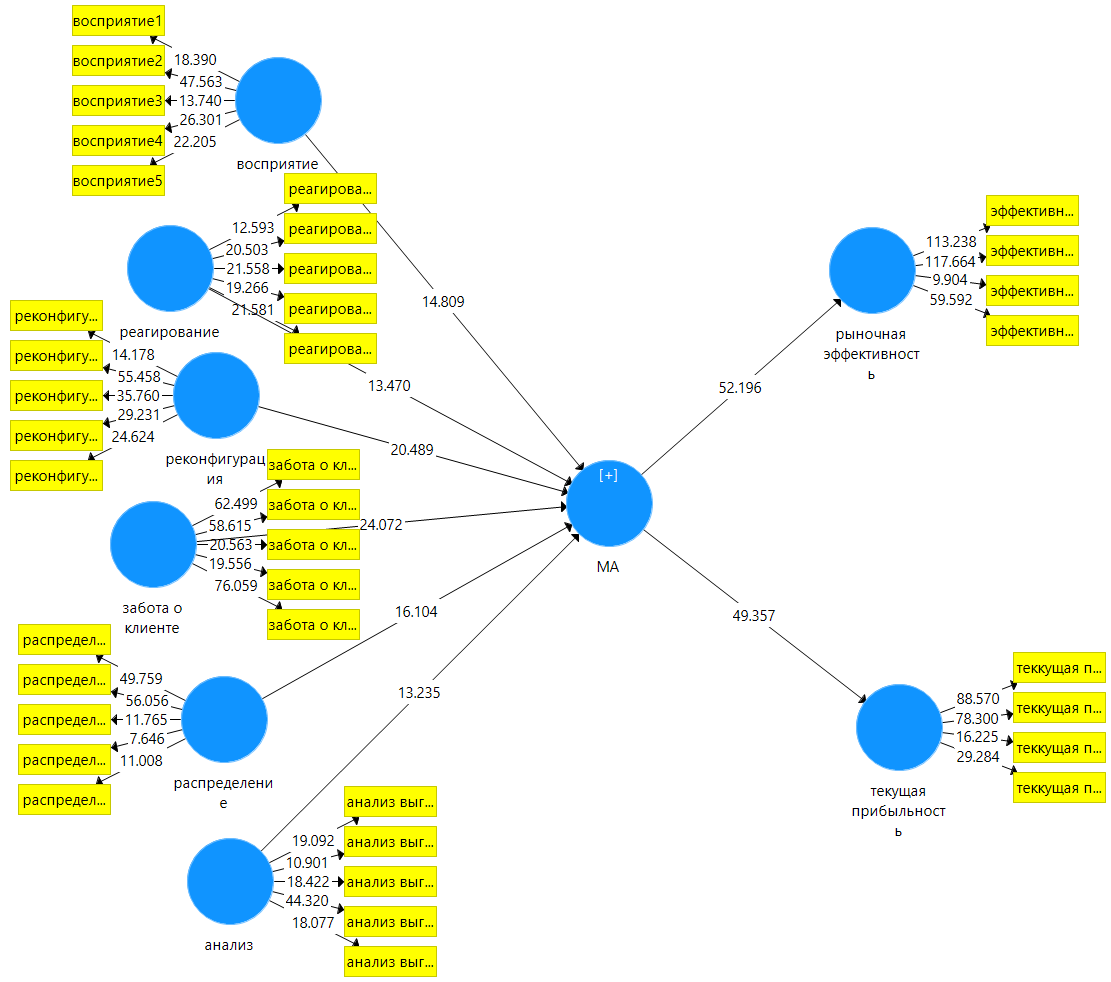 восприятие1
восприятие2
восприятие3
восприятие4
восприятие5
18.390
47.563
13.740
26.301
22.205
восприятие
реагирова...
реагирова...
реагирова...
реагирова...
реагирова...
12.593
20.503
21.558
19.266
21.581
реагирование
реконфигу...
реконфигу...
реконфигу...
реконфигу...
реконфигу...
14.178
55.458
35.760
29.231
24.624
реконфигурац
ия
забота о кл...
забота о кл...
забота о кл...
забота о кл...
забота о кл...
62.499
58.615
20.563
19.556
76.059
забота о
клиенте
распредел...
распредел...
распредел...
распредел...
распредел...
49.759
56.056
11.765
7.646
11.008
распределени
е
анализ выг...
анализ выг...
анализ выг...
анализ выг...
анализ выг...
19.092
10.901
18.422
44.320
18.077
анализ
14.809
13.470
20.489
24.072
16.104
13.235
[+]
МА
52.196
49.357
эффективн...
эффективн...
эффективн...
эффективн...
113.238
117.664
9.904
59.592
рыночная
эффективност
ь
теккущая п...
теккущая п...
теккущая п...
теккущая п...
88.570
78.300
16.225
29.284
текущая
прибыльност
ь